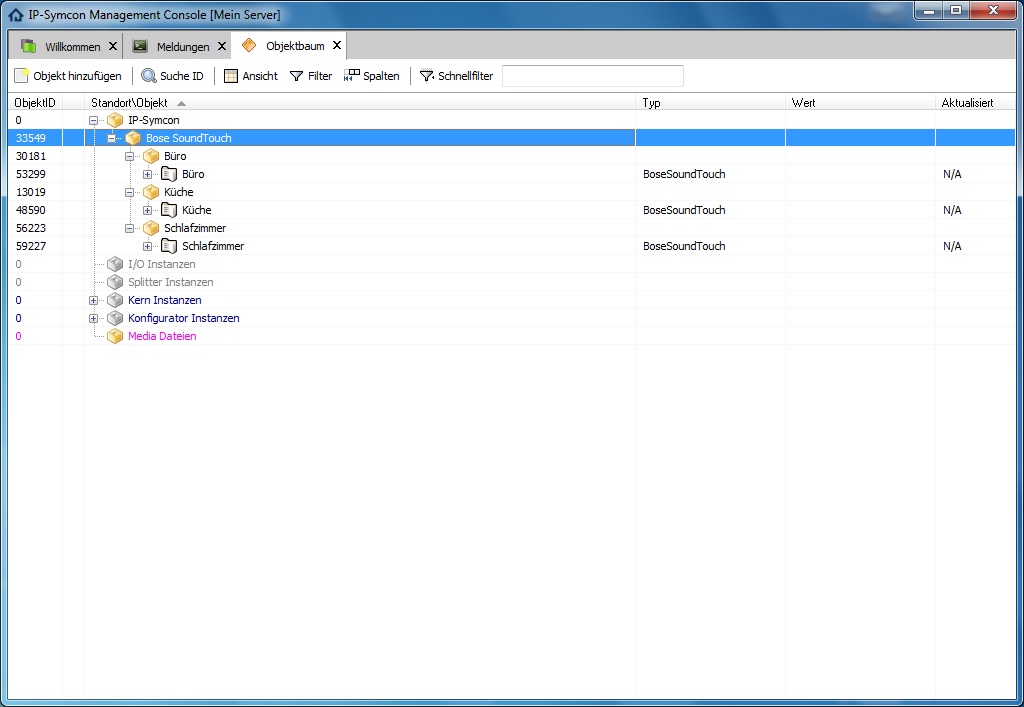 IP-Symcon Management Console [Mein Server]
Willkommen Meldungen Objektbaum
Objekt hinzufügen Suche ID Ansicht Filter Spalten Schnellfilter
ObjektID Standort\Objekt Typ Wert Aktualisiert
0 IP-Symcon
33549 Bose SoundTouch
30181 Büro
53299 Büro BoseSoundTouch N/A
13019 Küche
48590 Küche BoseSoundTouch N/A
56223 Schlafzimmer
59227 Schlafzimmer BoseSoundTouch N/A
0 I/O Instanzen
0 Splitter Instanzen
0 Kern Instanzen
0 Konfigurator Instanzen
0 Media Dateien